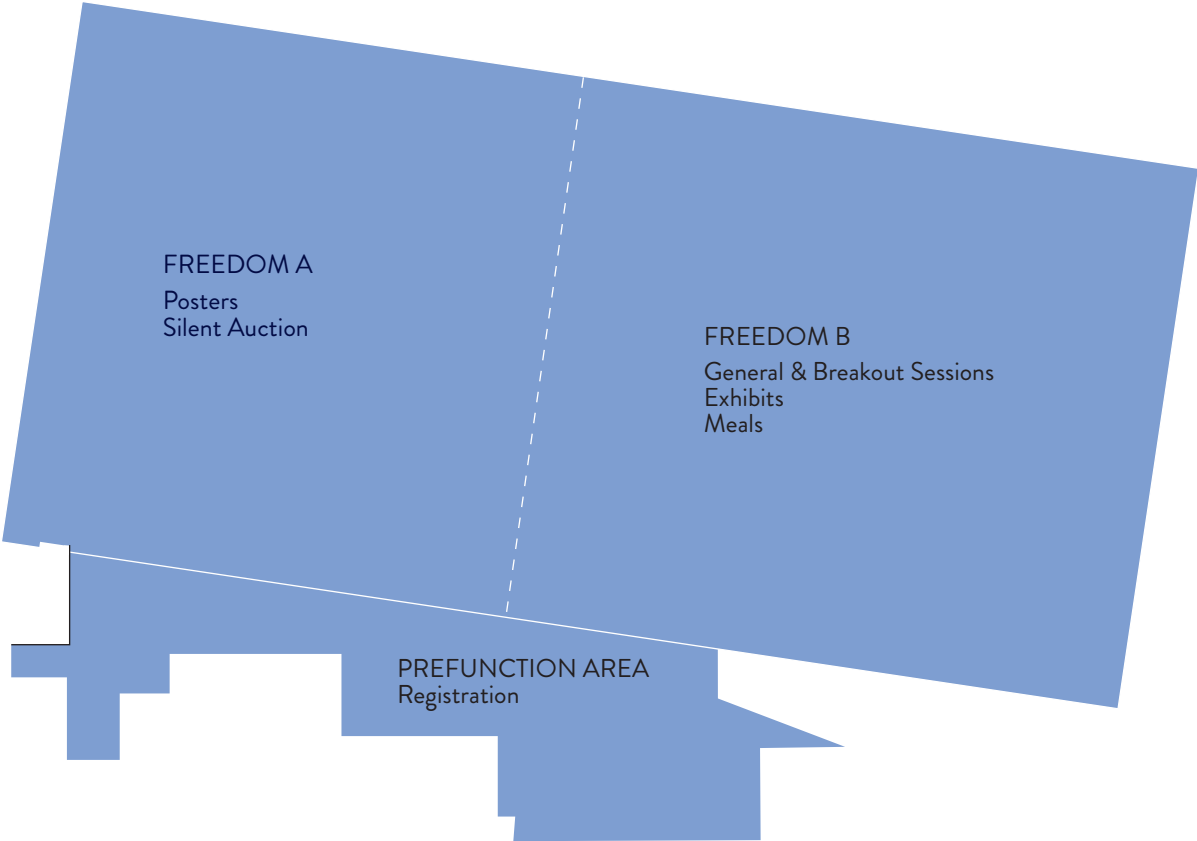 FREEDOM A
Posters
Silent Auction
FREEDOM B
General & Breakout Sessions
Exhibits
Meals
PREFUNCTION AREA
Registration